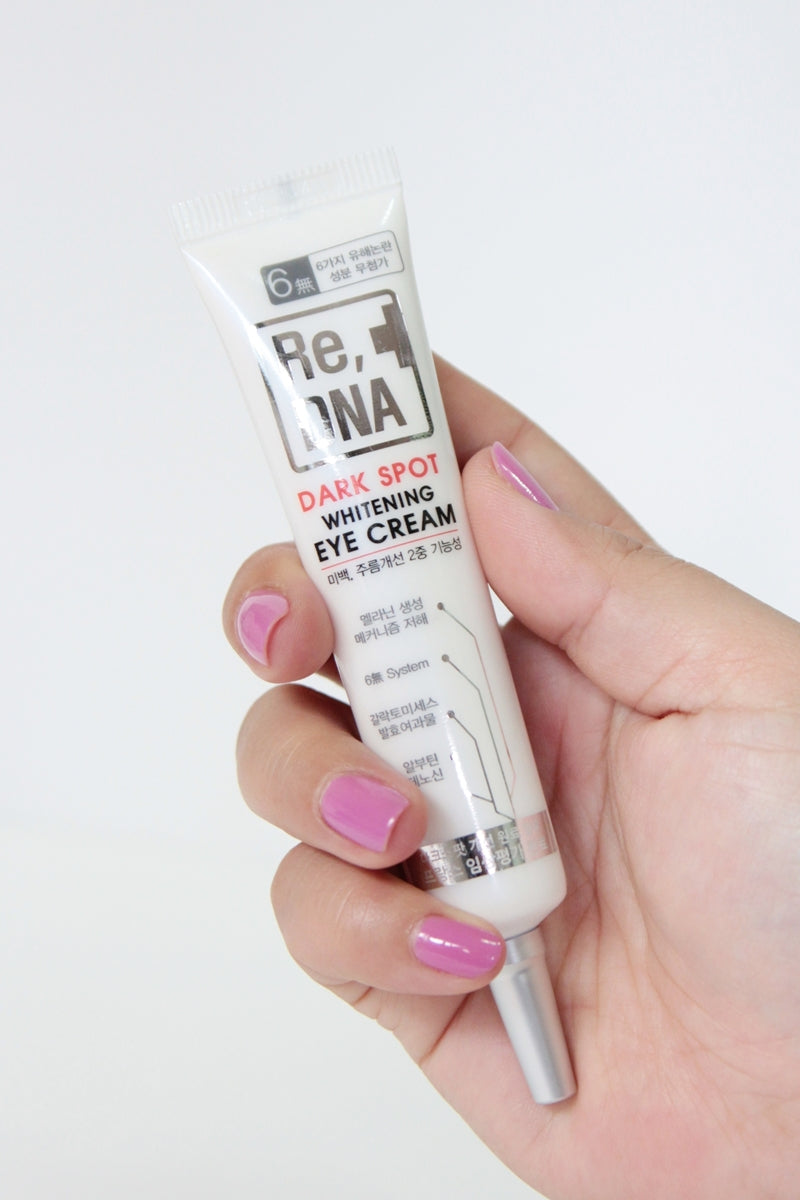 6無
6가지 유해논란
성분 무첨가
Re,
DNA
DARK SPOT
WHITENING
EYE CREAM
미백, 주름개선 2중 기능성
멜라닌 생성
메커니즘 저해
6無 System
갈락토미세스
발효여과물
알부틴
데노신